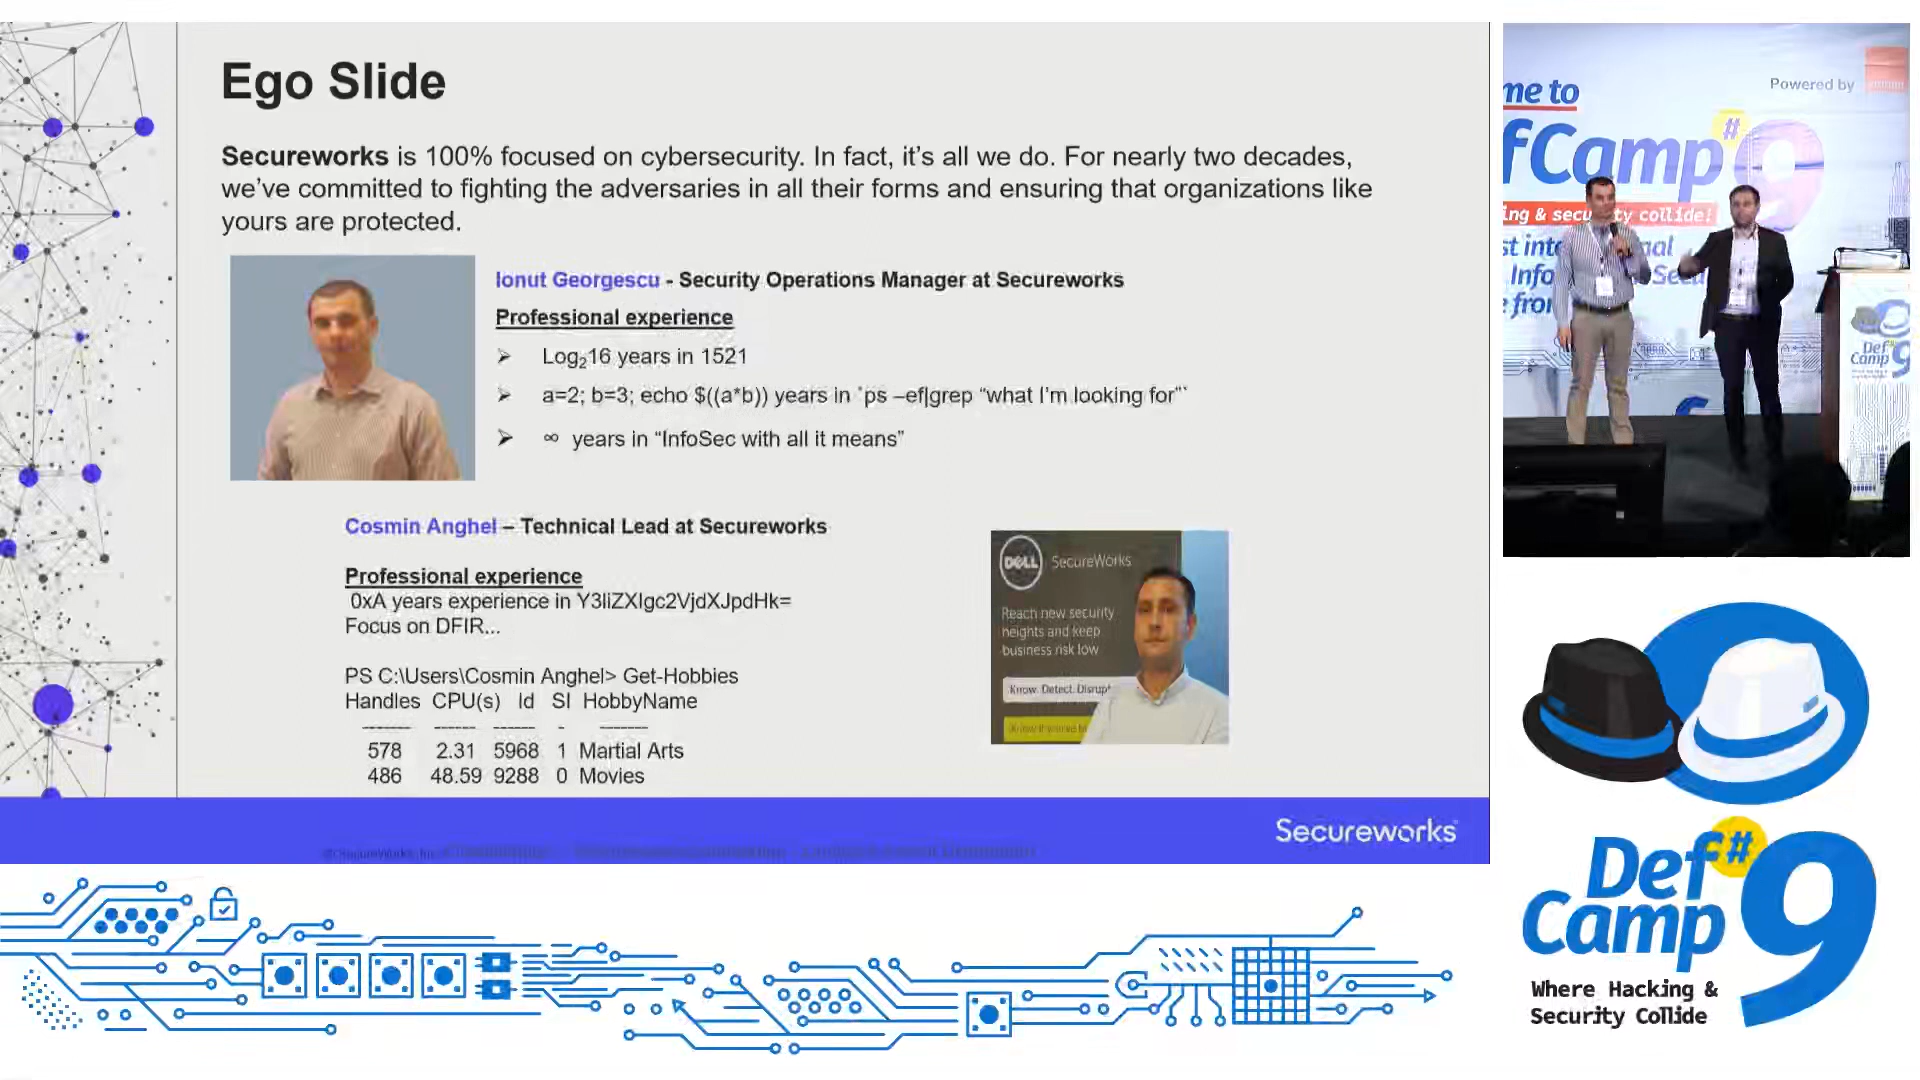 Ego Slide
Secureworks is 100% focused on cybersecurity. In fact, it's all we do. For nearly two decades,
we've committed to fighting the adversaries in all their forms and ensuring that organizations like
yours are protected.
Ionut Georgescu - Security Operations Manager at Secureworks
Professional experience
➢ Log₂16 years in 1521
➢ a=2; b=3; echo $((a*b)) years in `ps –ef|grep “what I'm looking for”`
➢ ∞ years in “InfoSec with all it means”
Cosmin Anghel – Technical Lead at Secureworks
Professional experience
0xA years experience in Y3liZXIgc2VjdXJpdHk=
Focus on DFIR...
PS C:\Users\Cosmin Anghel> Get-Hobbies
Handles CPU(s) Id SI HobbyName
------- ------ ------ - -------
578 2.31 5968 1 Martial Arts
486 48.59 9288 0 Movies
DELL SecureWorks
Reach new security
heights and keep
business risk low
Know. Detect. Disrupt
Secureworks
me to
Powered by
fCamp #9
ing & security collide!
st inte nal
Info Secu
e from
Def
Camp 9
Def #
Camp 9
Where Hacking &
Security Collide